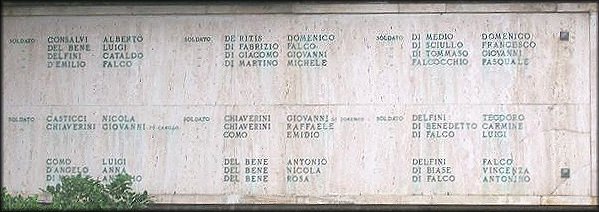 SOLDATO CONSALVI ALBERTO
DEL BENE LUIGI
DELFINI CATALDO
D'EMILIO FALCO
SOLDATO DE RITIS DOMENICO
DI FABRIZIO FALCO
DI GIACOMO GIOVANNI
DI MARTINO MICHELE
SOLDATO DI MEDIO DOMENICO
DI SCIULLO FRANCESCO
DI TOMMASO GIOVANNI
FALCOCCHIO PASQUALE
SOLDATO CASTICCI NICOLA
CHIAVERINI GIOVANNI DI CARLO
SOLDATO CHIAVERINI GIOVANNI DI DOMENICO
CHIAVERINI RAFFAELE
COMO EMIDIO
SOLDATO DELFINI TEODORO
DI BENEDETTO CARMINE
DI FALCO LUIGI
COMO LUIGI
D'ANGELO ANNA
DEL BENE ANTONIO
DEL BENE NICOLA
DEL BENE ROSA
DELFINI FALCO
DI BIASE VINCENZA
DI FALCO ANTONINO